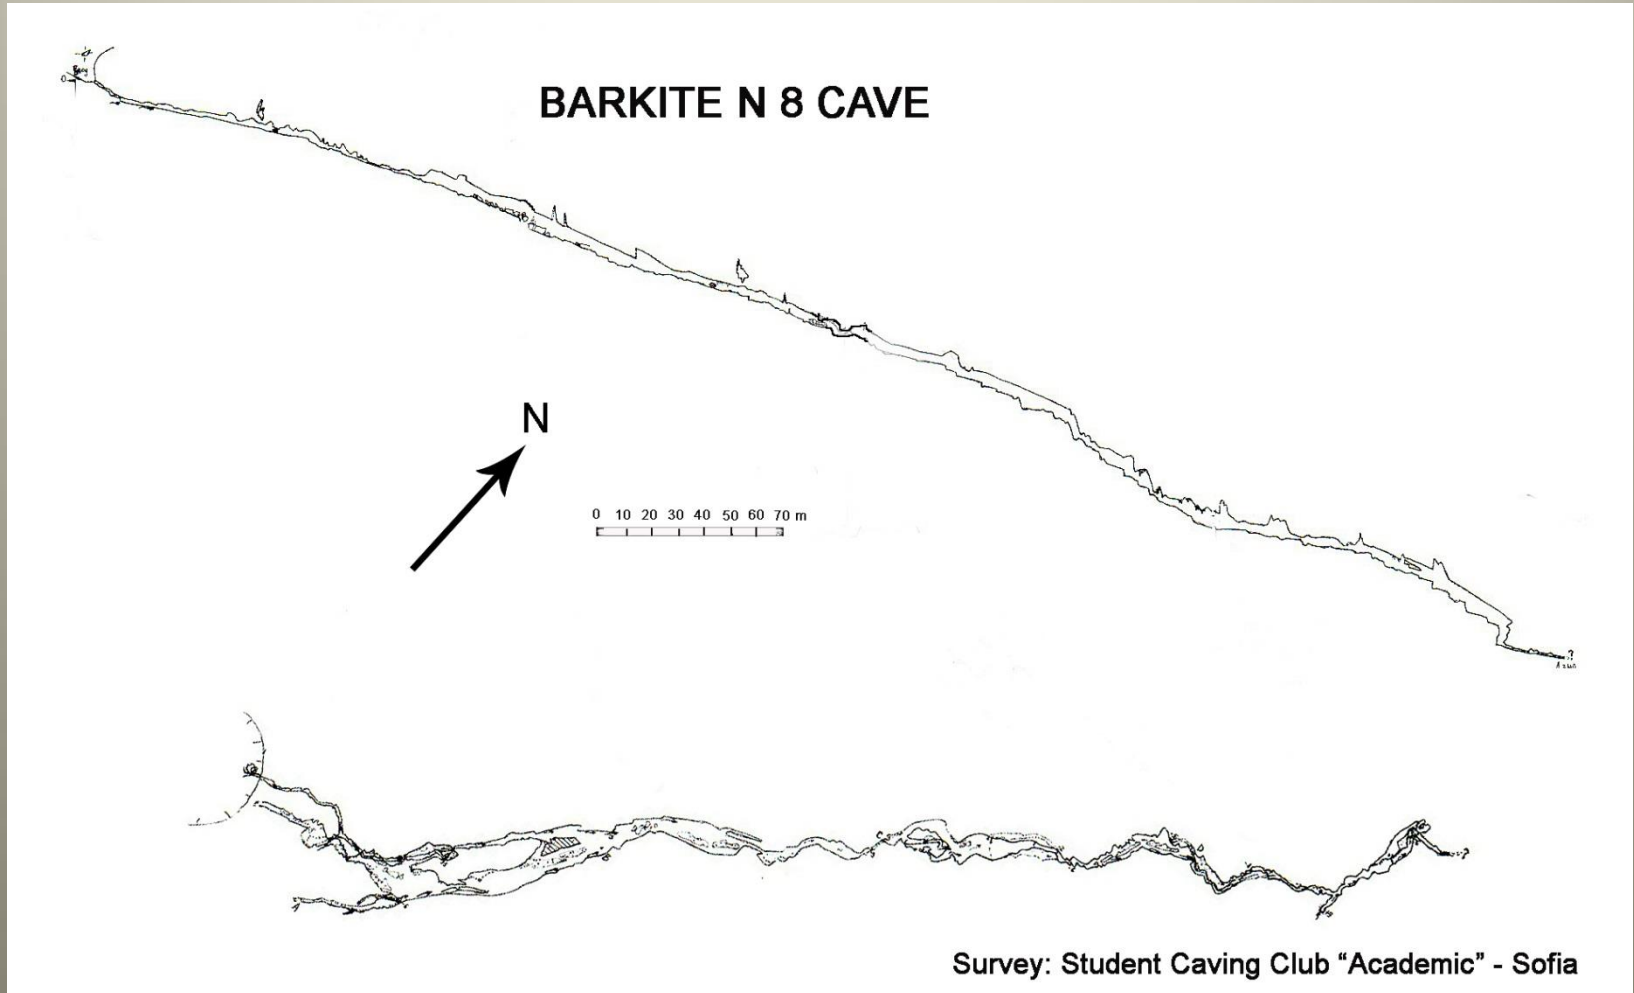 BARKITE N 8 CAVE
N
0 10 20 30 40 50 60 70 m
?
?
Survey: Student Caving Club “Academic” - Sofia